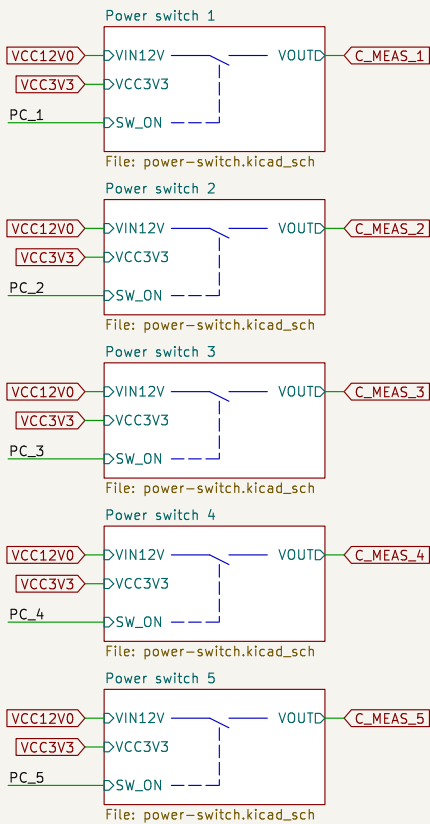 Power switch 1
VCC12V0 VIN12V VOUT C_MEAS_1
VCC3V3 VCC3V3
PC_1 SW_ON
File: power-switch.kicad_sch
Power switch 2
VCC12V0 VIN12V VOUT C_MEAS_2
VCC3V3 VCC3V3
PC_2 SW_ON
File: power-switch.kicad_sch
Power switch 3
VCC12V0 VIN12V VOUT C_MEAS_3
VCC3V3 VCC3V3
PC_3 SW_ON
File: power-switch.kicad_sch
Power switch 4
VCC12V0 VIN12V VOUT C_MEAS_4
VCC3V3 VCC3V3
PC_4 SW_ON
File: power-switch.kicad_sch
Power switch 5
VCC12V0 VIN12V VOUT C_MEAS_5
VCC3V3 VCC3V3
PC_5 SW_ON
File: power-switch.kicad_sch